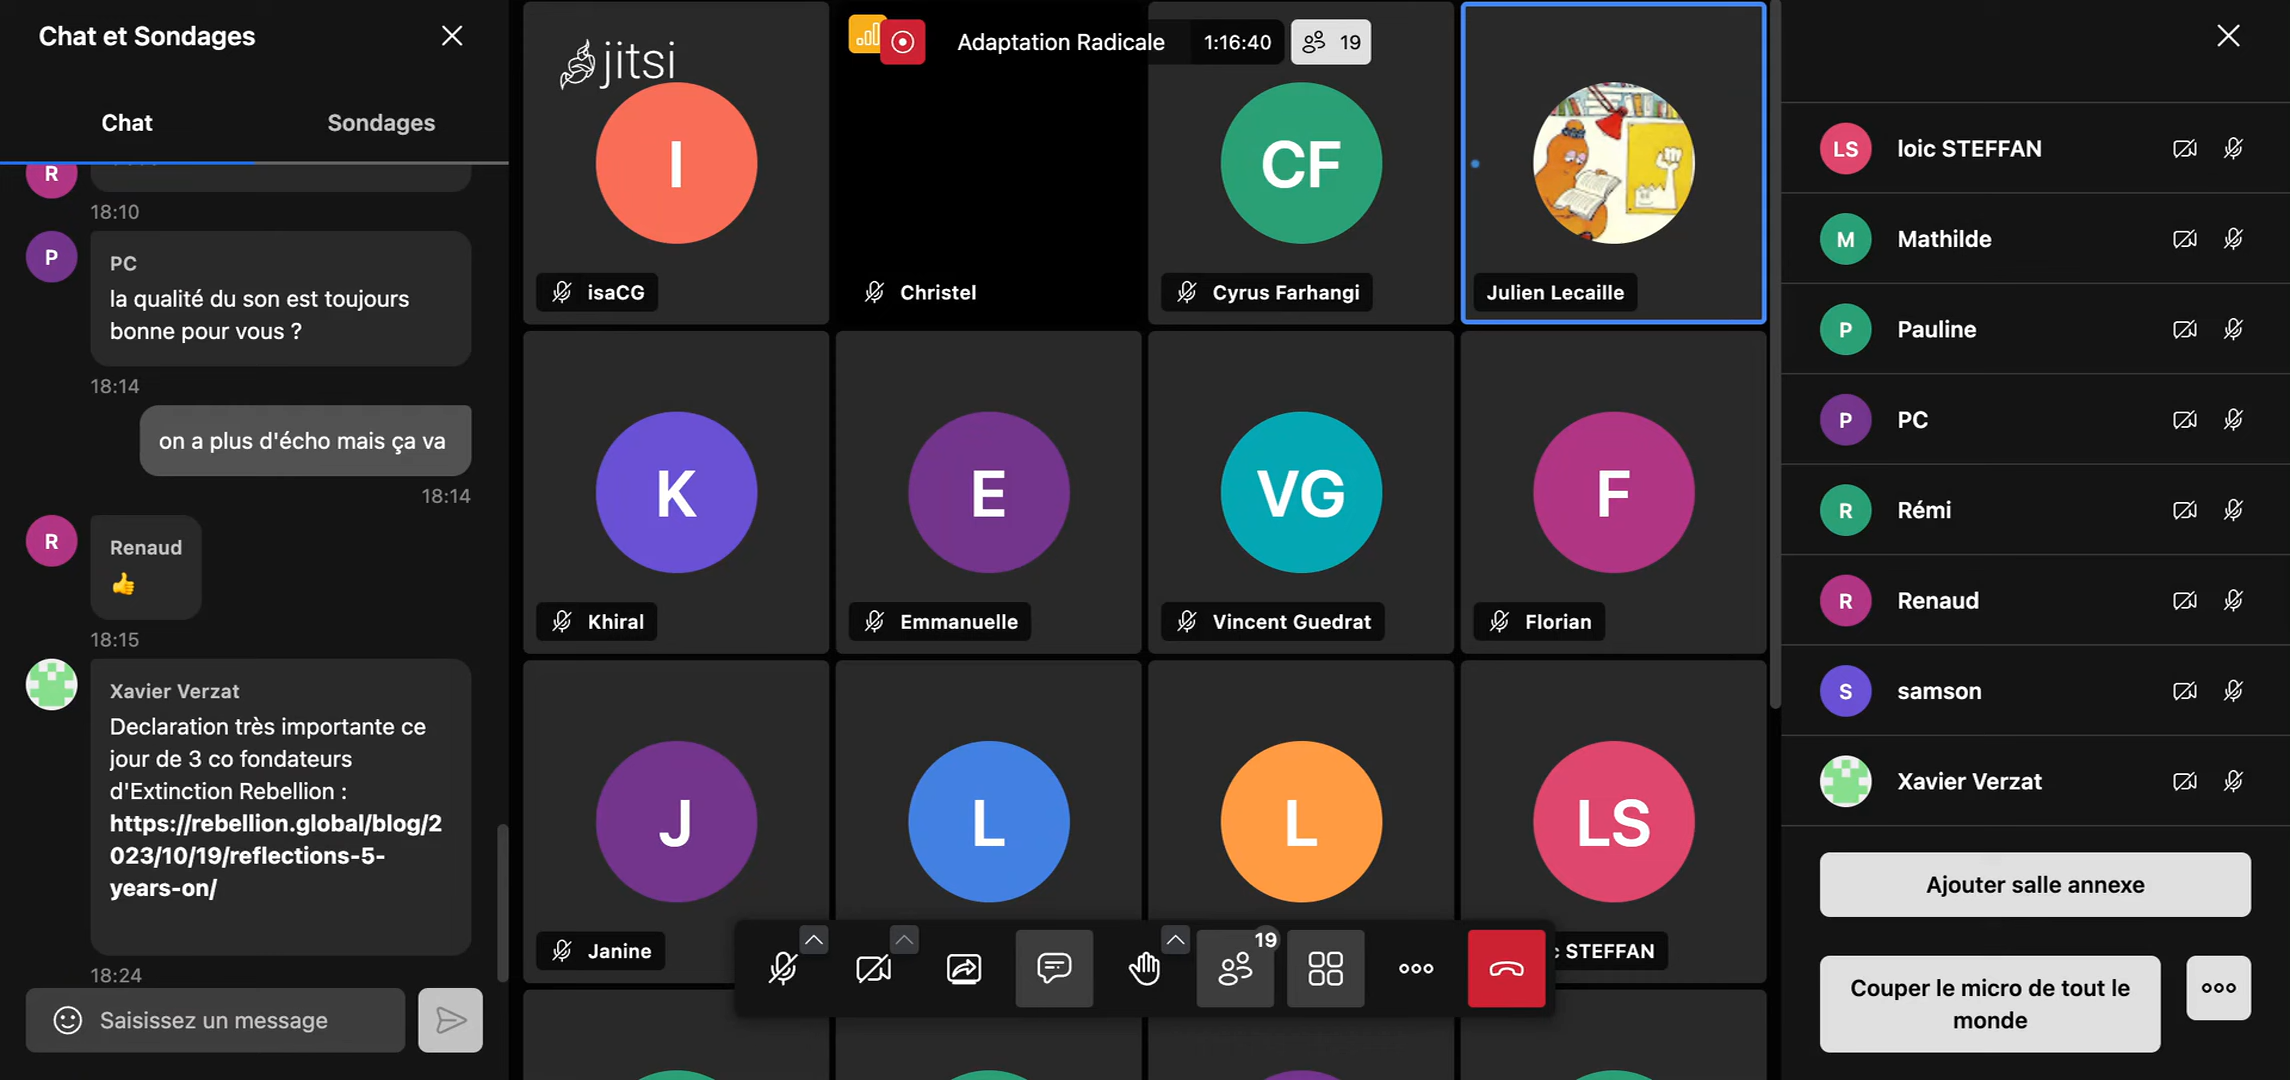 Chat et Sondages
Chat
Sondages
R
18:10
P
PC
la qualité du son est toujours
bonne pour vous ?
18:14
on a plus d'écho mais ça va
18:14
R
Renaud
👍
18:15
Xavier Verzat
Declaration très importante ce
jour de 3 co fondateurs
d'Extinction Rebellion :
https://rebellion.global/blog/2
023/10/19/reflections-5-
years-on/
18:24
Saisissez un message
jitsi
Adaptation Radicale
1:16:40
19
I
isaCG
Christel
CF
Cyrus Farhangi
Julien Lecaille
K
Khiral
E
Emmanuelle
VG
Vincent Guedrat
F
Florian
J
Janine
L
L
LS
c STEFFAN
19
LS
loic STEFFAN
M
Mathilde
P
Pauline
P
PC
R
Rémi
R
Renaud
S
samson
Xavier Verzat
Ajouter salle annexe
Couper le micro de tout le
monde